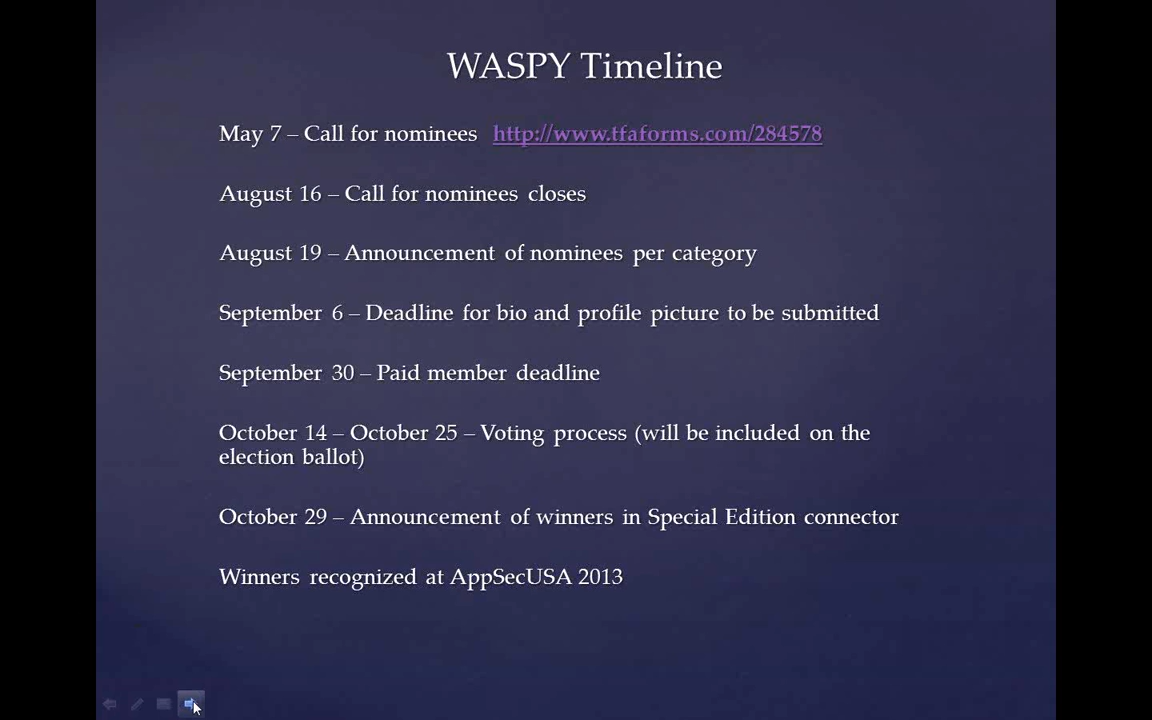 WASPY Timeline
May 7 – Call for nominees http://www.tfaforms.com/284578
August 16 – Call for nominees closes
August 19 – Announcement of nominees per category
September 6 – Deadline for bio and profile picture to be submitted
September 30 – Paid member deadline
October 14 – October 25 – Voting process (will be included on the
election ballot)
October 29 – Announcement of winners in Special Edition connector
Winners recognized at AppSecUSA 2013